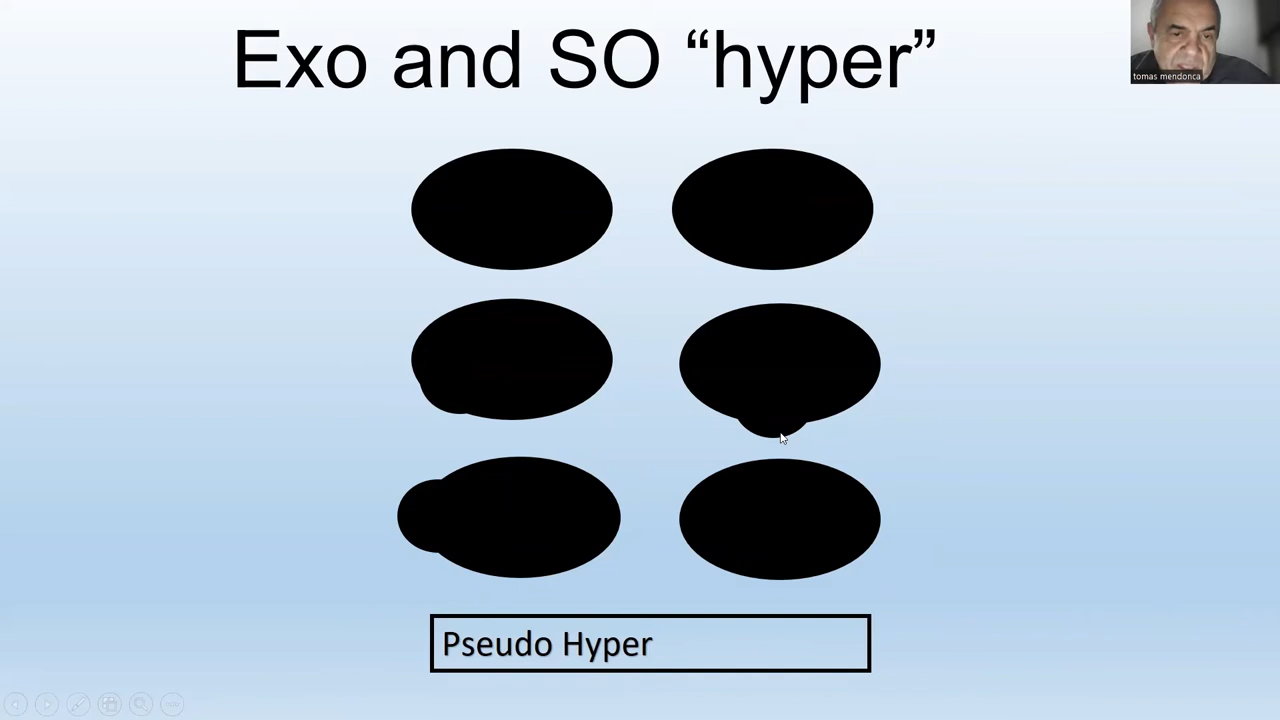 Exo and SO “hyper”
tomas mendonca
Pseudo Hyper